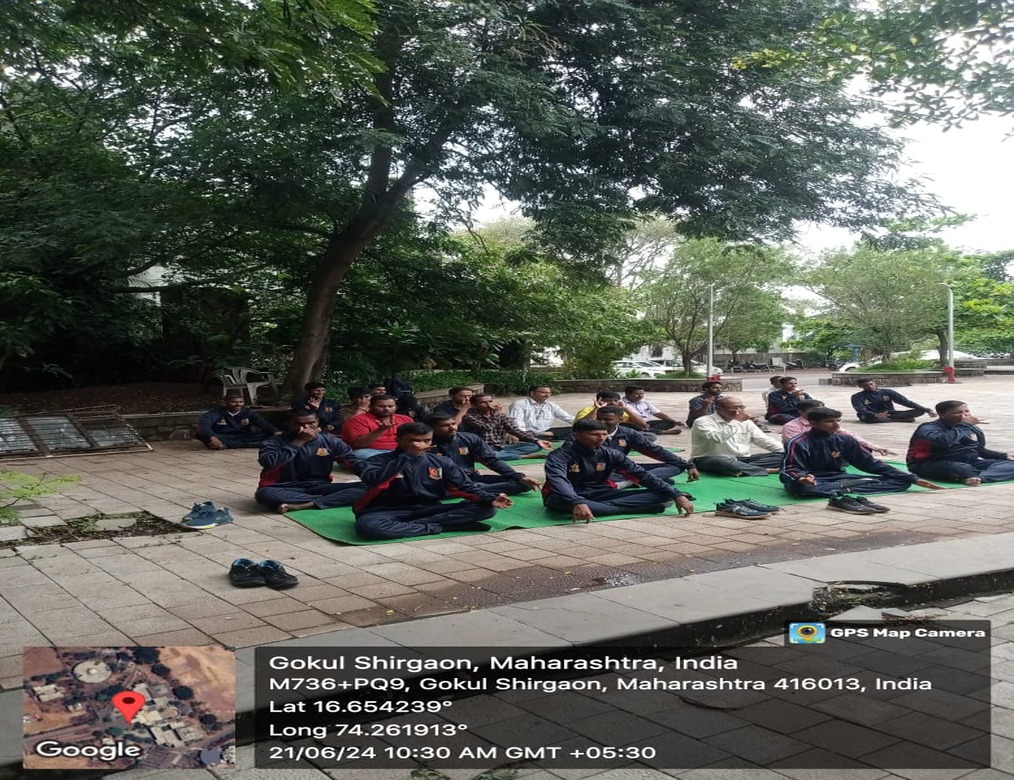 GPS Map Camera
Gokul Shirgaon, Maharashtra, India
M736+PQ9, Gokul Shirgaon, Maharashtra 416013, India
Lat 16.654239°
Long 74.261913°
21/06/24 10:30 AM GMT +05:30
Google